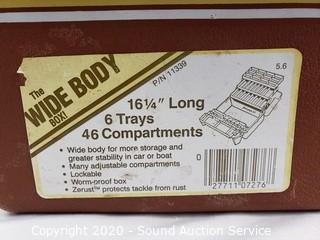 The
WIDE BODY
BOX!
P/N 11339
5.6
16¼" Long
6 Trays
46 Compartments
• Wide body for more storage and
greater stability in car or boat
• Many adjustable compartments
• Lockable
• Worm-proof box
• Zerust® protects tackle from rust
0
27711 07276
Copyright 2020 - Sound Auction Service